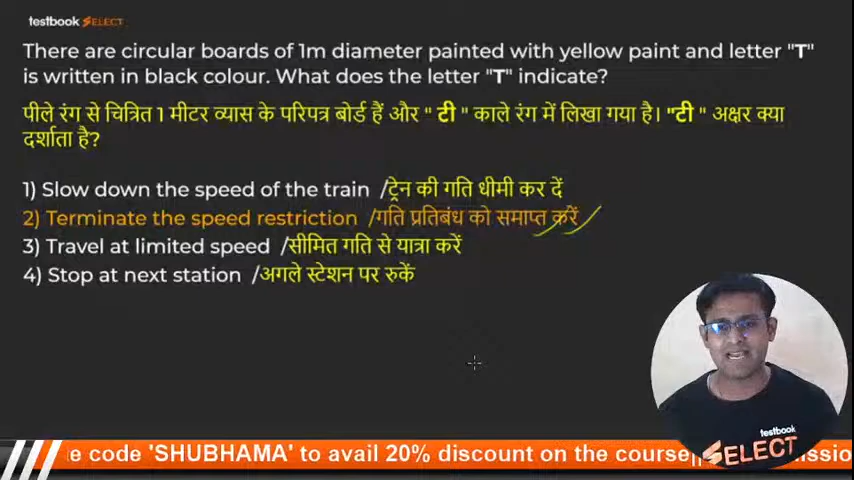 testbook SELECT
There are circular boards of 1m diameter painted with yellow paint and letter "T"
is written in black colour. What does the letter "T" indicate?
पीले रंग से चित्रित 1 मीटर व्यास के परिपत्र बोर्ड हैं और " टी " काले रंग में लिखा गया है। "टी " अक्षर क्या
दर्शाता है?
1) Slow down the speed of the train /ट्रेन की गति धीमी कर दें
2) Terminate the speed restriction /गति प्रतिबंध को समाप्त करें
3) Travel at limited speed /सीमित गति से यात्रा करें
4) Stop at next station /अगले स्टेशन पर रुकें
testbook
SELECT
e code 'SHUBHAMA' to avail 20% discount on the course